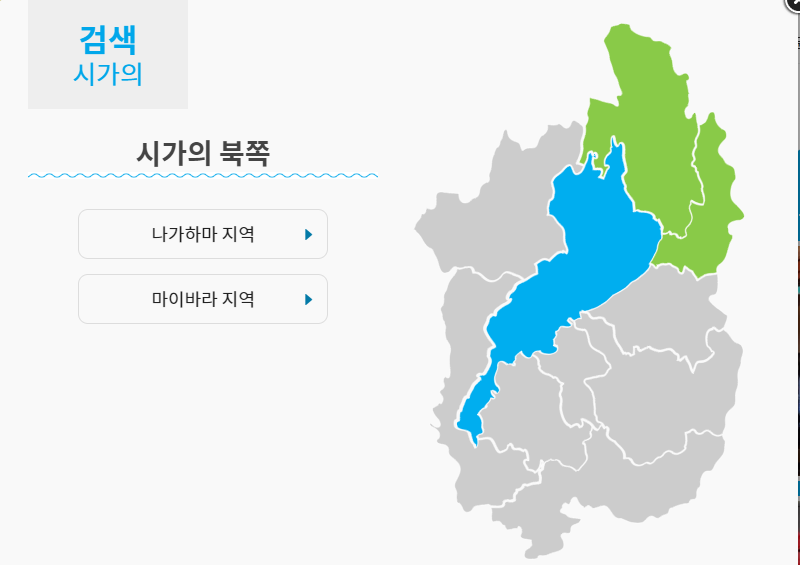 검색
시가의
시가의 북쪽
나가하마 지역
마이바라 지역